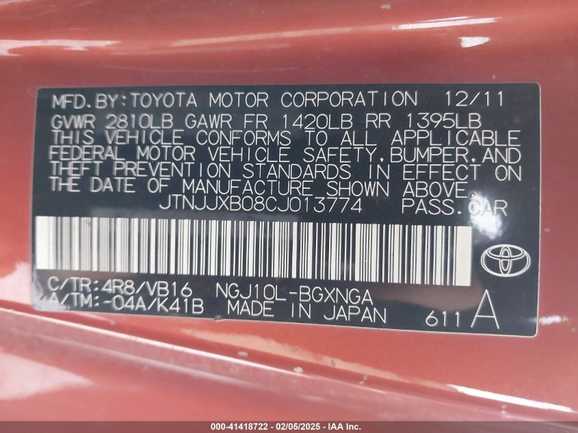 MFD.BY:TOYOTA MOTOR CORPORATION 12/11
GVWR 2810LB GAWR FR 1420LB RR 1395LB
THIS VEHICLE CONFORMS TO ALL APPLICABLE
FEDERAL MOTOR VEHICLE SAFETY, BUMPER, AND
THEFT PREVENTION STANDARDS IN EFFECT ON
THE DATE OF MANUFACTURE SHOWN ABOVE.
JTNJJXB08CJ013774 PASS.CAR
C/TR:4R8/VB16 NGJ10L-BGXNGA
A/TM:-04A/K41B MADE IN JAPAN 611 A
000-41418722 - 02/05/2025 - IAA Inc.